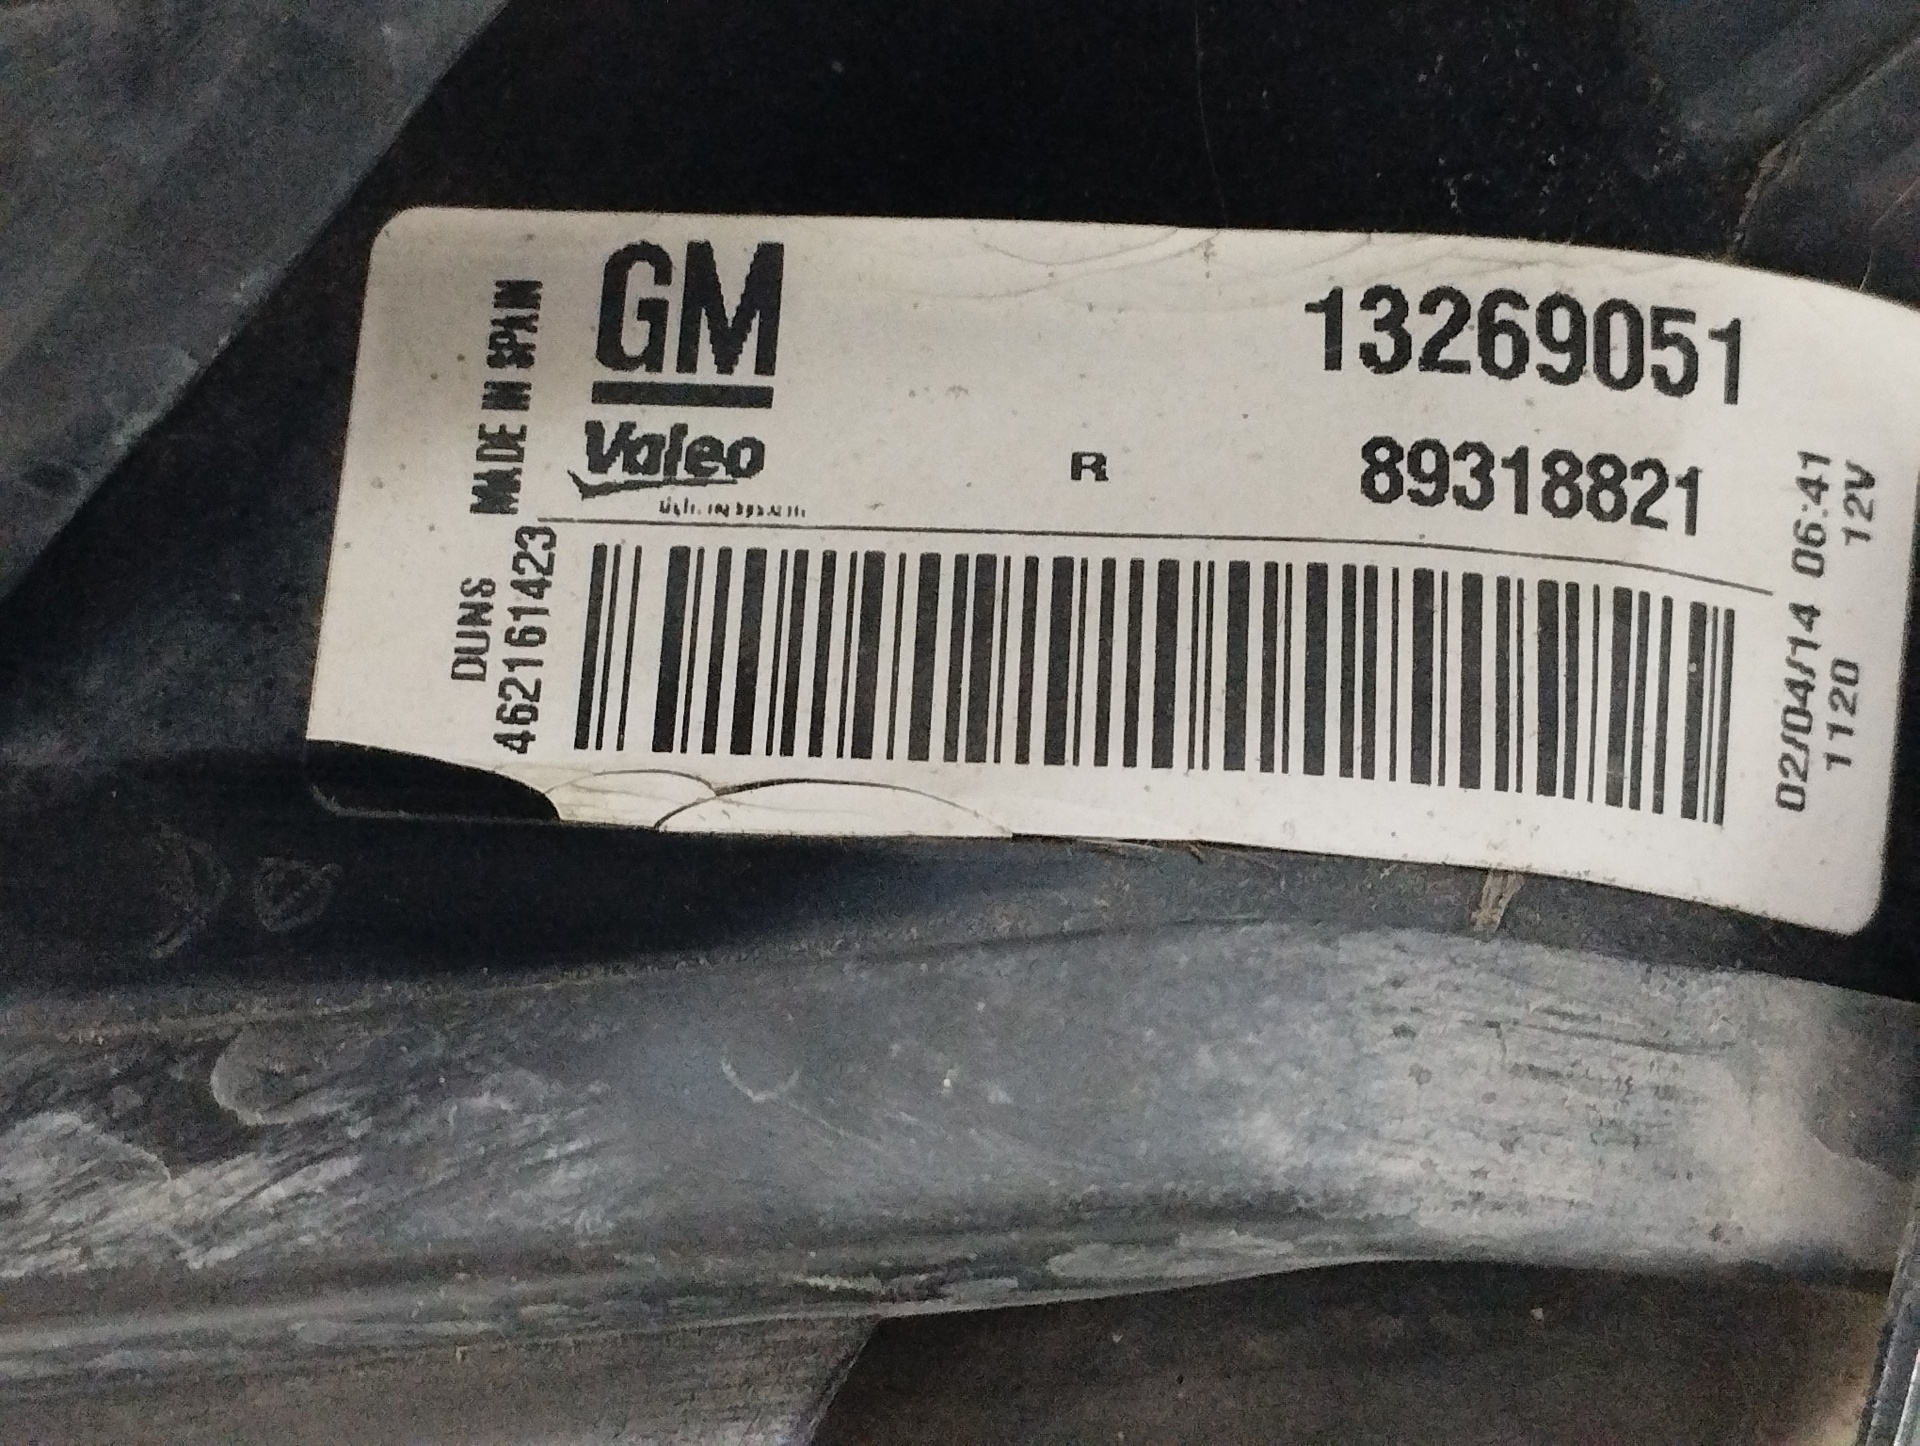 GM
13269051
Valeo
R
89318821
MADE IN SPAIN
DUNS
462161423
02/04/14 06:41
1120 12V